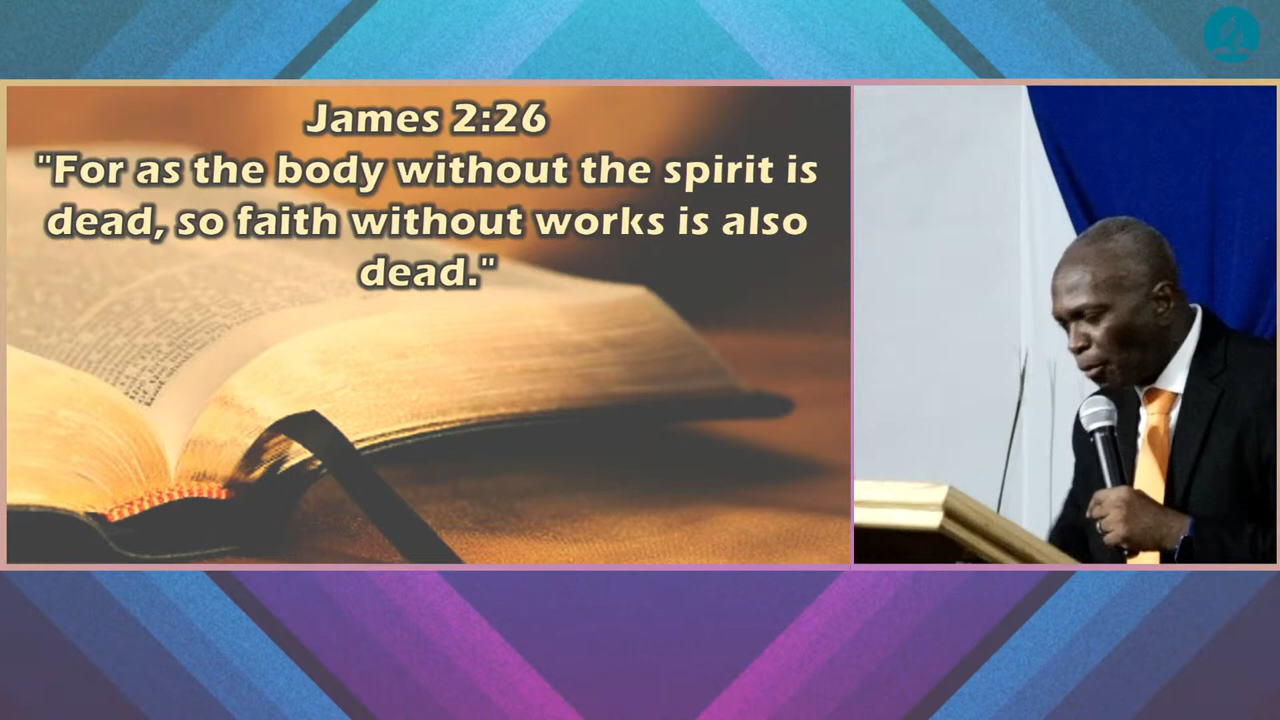 James 2:26
"For as the body without the spirit is
dead, so faith without works is also
dead."